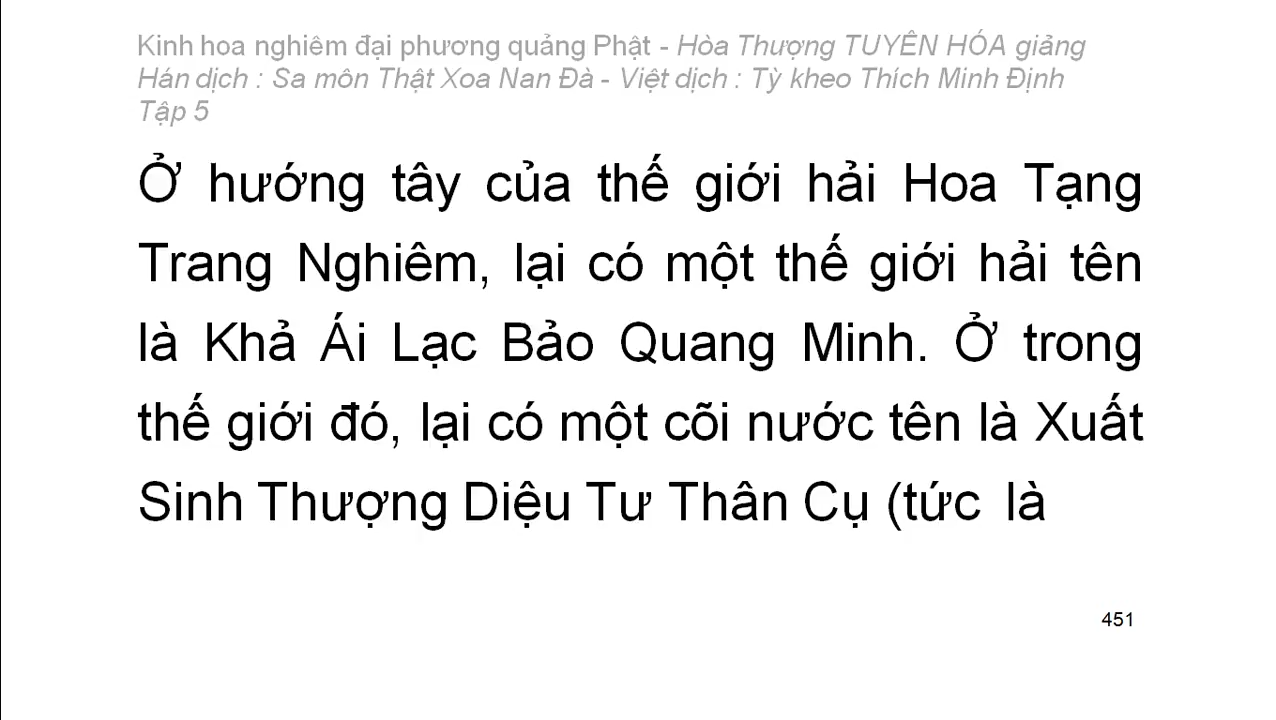 Kinh hoa nghiêm đại phương quảng Phật - Hòa Thượng TUYÊN HÓA giảng -
Hán dịch : Sa môn Thật Xoa Nan Đà - Việt dịch : Tỳ kheo Thích Minh Định
Tập 5
Ở hướng tây của thế giới hải Hoa Tạng
Trang Nghiêm, lại có một thế giới hải tên
là Khả Ái Lạc Bảo Quang Minh. Ở trong
thế giới đó, lại có một cõi nước tên là Xuất
Sinh Thượng Diệu Tư Thân Cụ (tức là
451